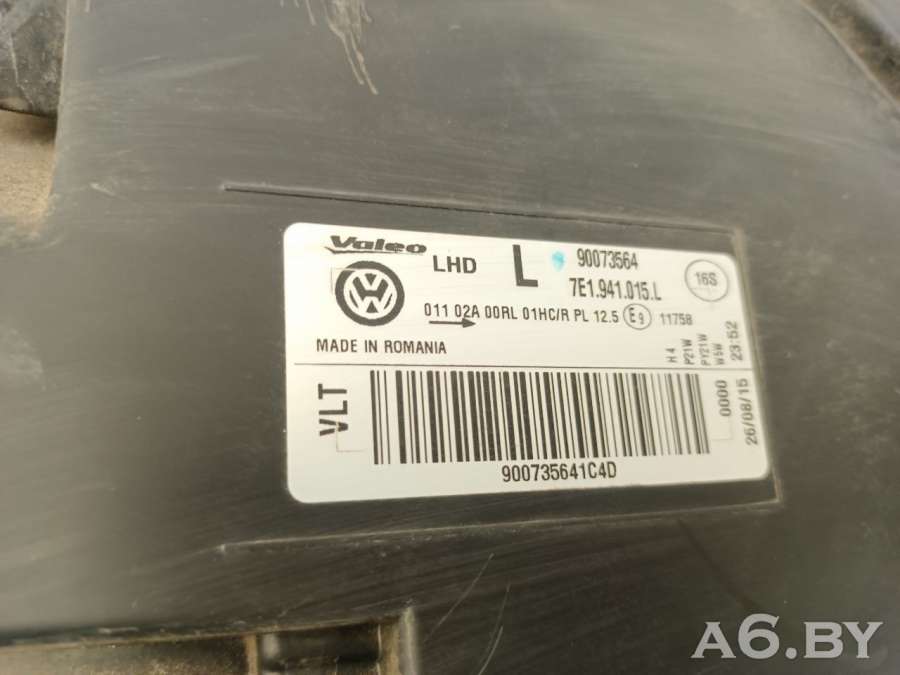 Valeo
LHD
L
90073564
7E1.941.015.L
16S
011 02A 00RL 01HC/R PL 12.5 E9 11758
MADE IN ROMANIA
H4
P21W
PY21W
W5W
23:52
VLT
0000
26/08/15
900735641C4D
A6.BY